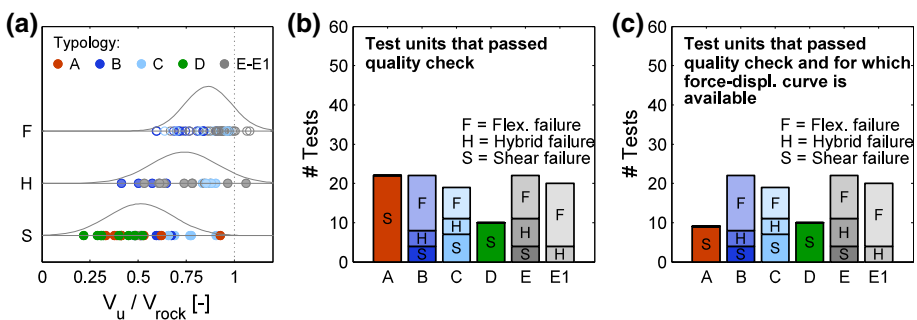 (a)
Typology:
A B C D E-E1
F
H
S
0 0.25 0.5 0.75 1
V_u / V_rock [-]
(b)
# Tests
60
50
40
30
20
10
0
Test units that passed
quality check
F = Flex. failure
H = Hybrid failure
S = Shear failure
S
F
H
S
F
H
S
S
F
H
S
F
H
A B C D E E1
(c)
# Tests
60
50
40
30
20
10
0
Test units that passed
quality check and for which
force-displ. curve is
available
F = Flex. failure
H = Hybrid failure
S = Shear failure
S
F
H
S
F
H
S
S
F
H
S
F
H
A B C D E E1